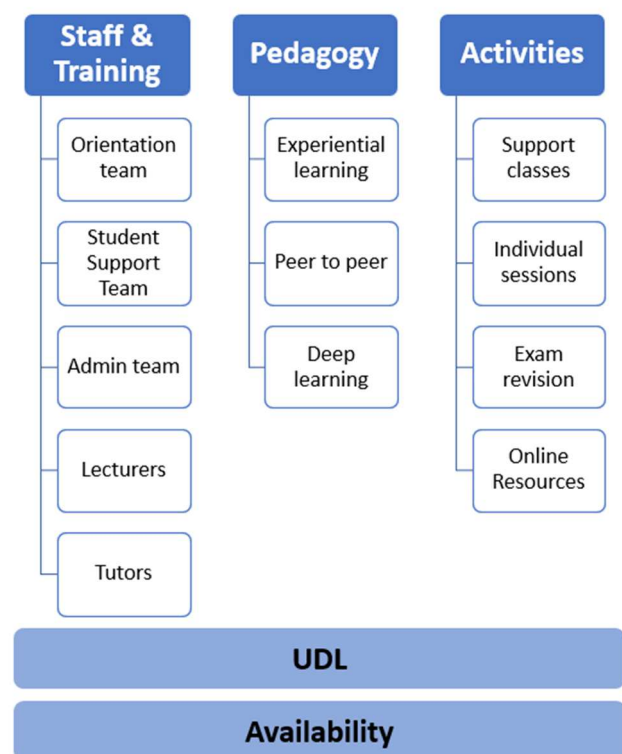 Staff &
Training
Orientation
team
Student
Support
Team
Admin team
Lecturers
Tutors
Pedagogy
Experiential
learning
Peer to peer
Deep
learning
Activities
Support
classes
Individual
sessions
Exam
revision
Online
Resources
UDL
Availability